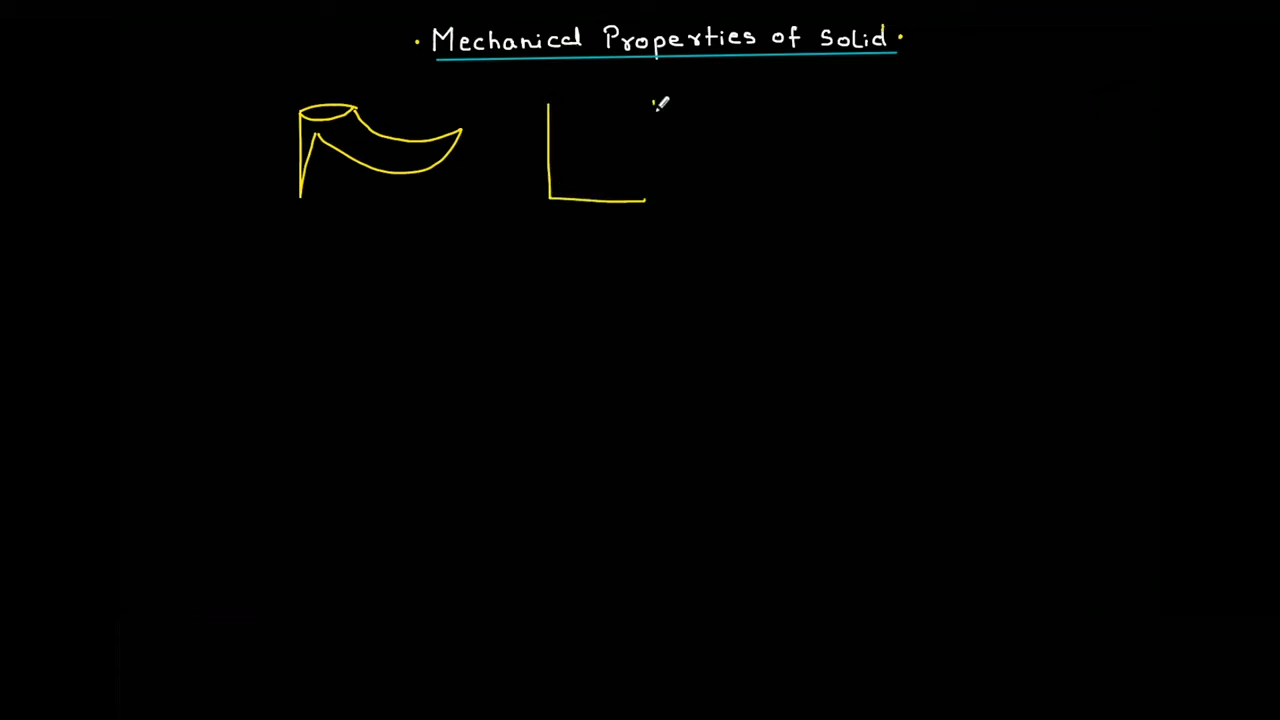 . Mechanical Properties of Solid .